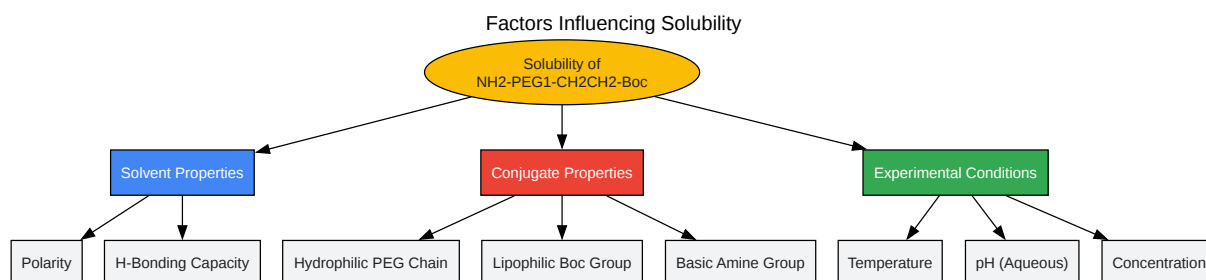 Factors Influencing Solubility
Solubility of
NH2-PEG1-CH2CH2-Boc
Solvent Properties
Conjugate Properties
Experimental Conditions
Polarity
H-Bonding Capacity
Hydrophilic PEG Chain
Lipophilic Boc Group
Basic Amine Group
Temperature
pH (Aqueous)
Concentration